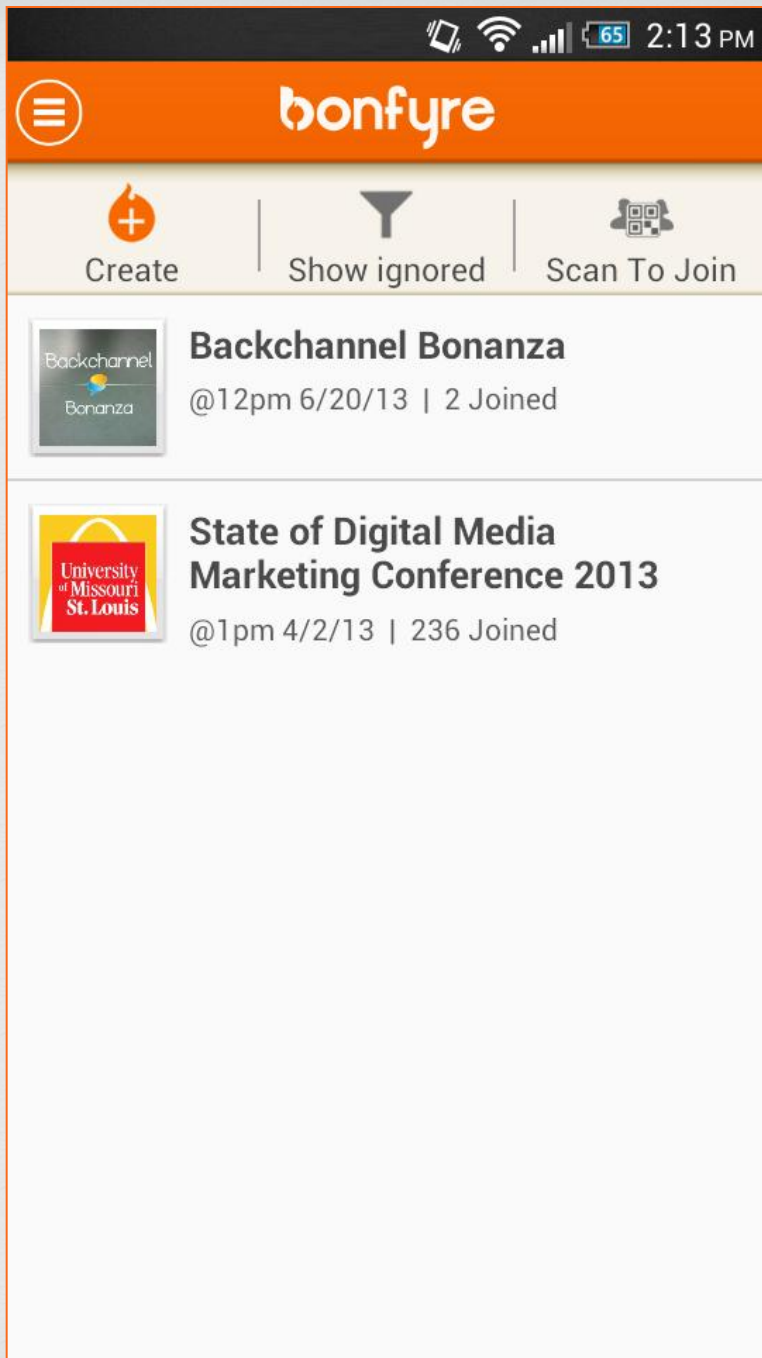 65 2:13 PM
bonfyre
Create Show ignored Scan To Join
Backchannel
Bonanza
Backchannel Bonanza
@12pm 6/20/13 | 2 Joined
University
of Missouri
St. Louis
State of Digital Media
Marketing Conference 2013
@1pm 4/2/13 | 236 Joined